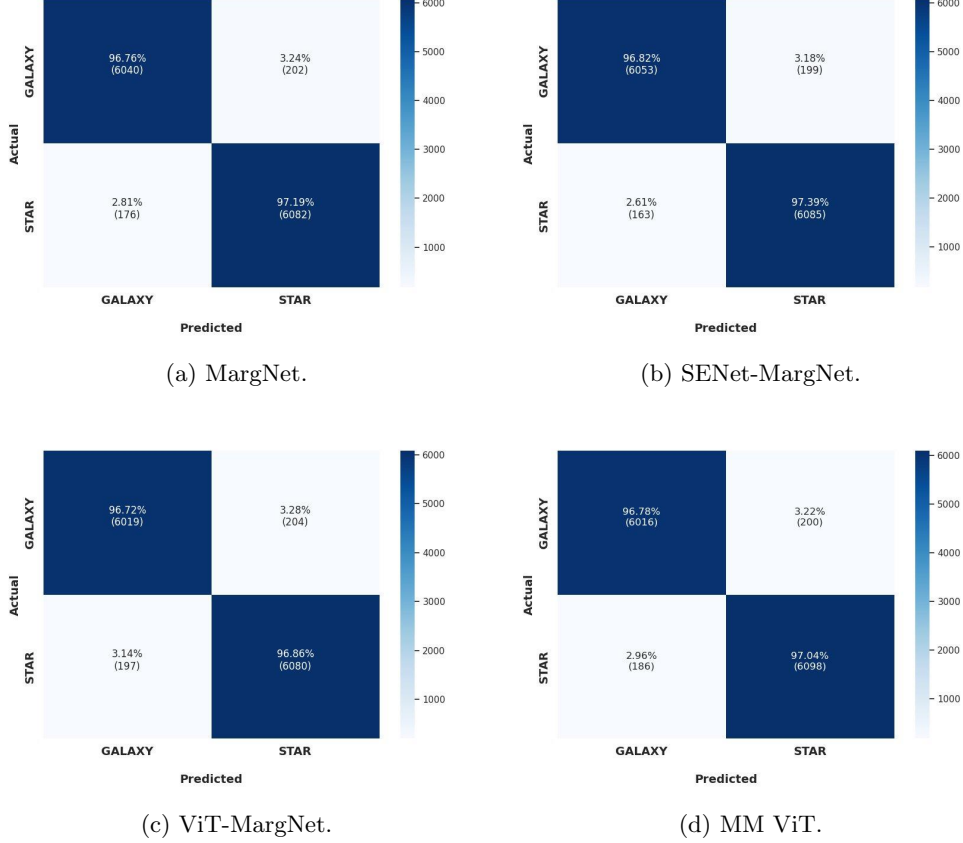 6000
96.76%
(6040)
3.24%
(202)
GALAXY
5000
4000
Actual
3000
2.81%
(176)
97.19%
(6082)
STAR
2000
1000
GALAXY STAR
Predicted
(a) MargNet.
6000
96.82%
(6053)
3.18%
(199)
GALAXY
5000
4000
Actual
3000
2.61%
(163)
97.39%
(6085)
STAR
2000
1000
GALAXY STAR
Predicted
(b) SENet-MargNet.
6000
96.72%
(6019)
3.28%
(204)
GALAXY
5000
4000
Actual
3000
3.14%
(197)
96.86%
(6080)
STAR
2000
1000
GALAXY STAR
Predicted
(c) ViT-MargNet.
6000
96.78%
(6016)
3.22%
(200)
GALAXY
5000
4000
Actual
3000
2.96%
(186)
97.04%
(6098)
STAR
2000
1000
GALAXY STAR
Predicted
(d) MM ViT.